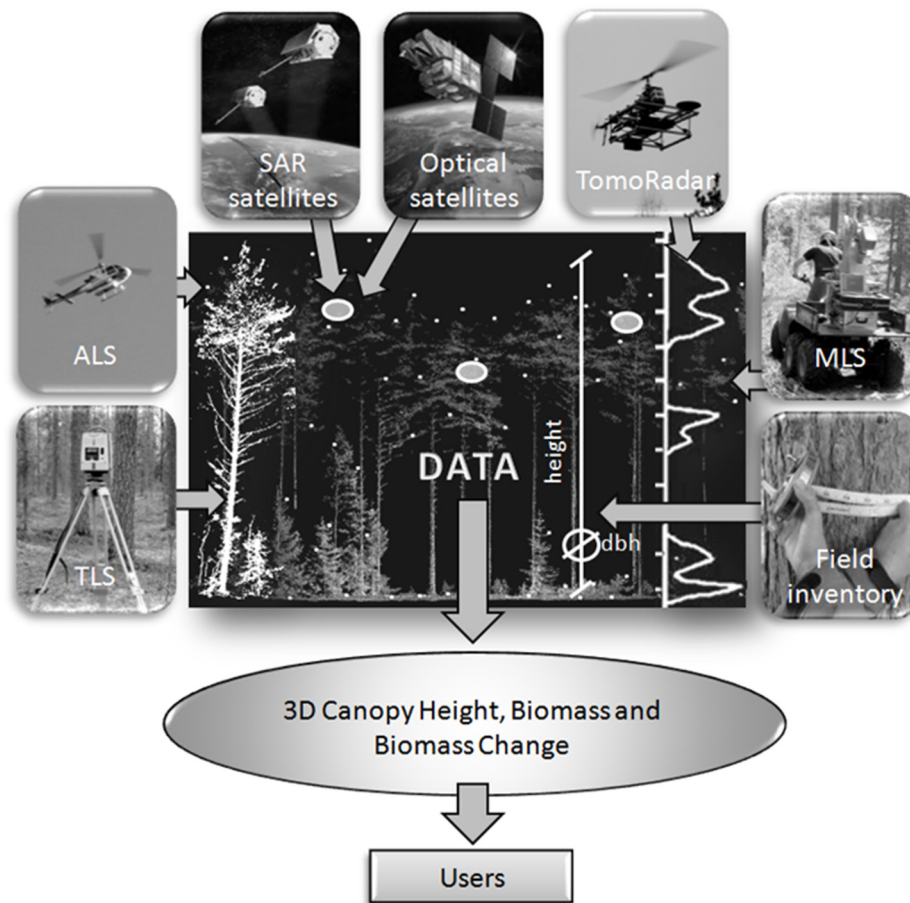 SAR
satellites
Optical
satellites
TomoRadar
ALS
MLS
TLS
Field
inventory
DATA
height
dbh
3D Canopy Height, Biomass and
Biomass Change
Users